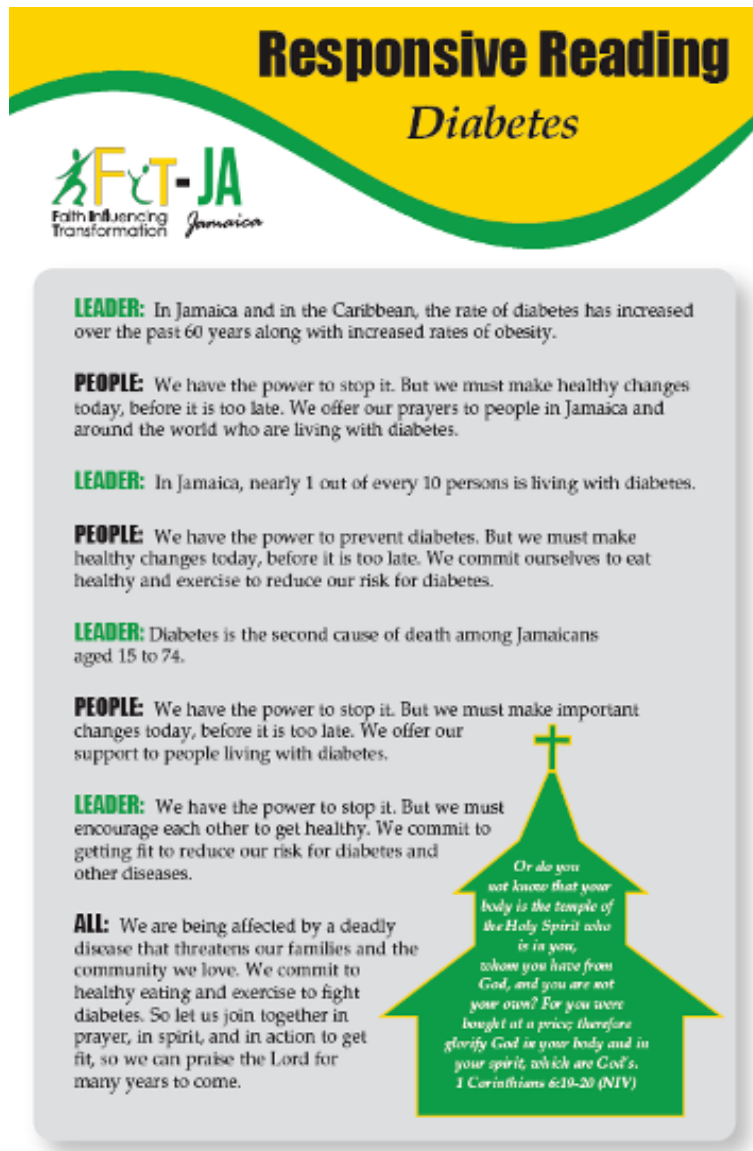 Responsive Reading
Diabetes
FiT-JA
Faith Influencing
Transformation Jamaica
LEADER: In Jamaica and in the Caribbean, the rate of diabetes has increased
over the past 60 years along with increased rates of obesity.
PEOPLE: We have the power to stop it. But we must make healthy changes
today, before it is too late. We offer our prayers to people in Jamaica and
around the world who are living with diabetes.
LEADER: In Jamaica, nearly 1 out of every 10 persons is living with diabetes.
PEOPLE: We have the power to prevent diabetes. But we must make
healthy changes today, before it is too late. We commit ourselves to eat
healthy and exercise to reduce our risk for diabetes.
LEADER: Diabetes is the second cause of death among Jamaicans
aged 15 to 74.
PEOPLE: We have the power to stop it. But we must make important
changes today, before it is too late. We offer our
support to people living with diabetes.
LEADER: We have the power to stop it. But we must
encourage each other to get healthy. We commit to
getting fit to reduce our risk for diabetes and
other diseases.
ALL: We are being affected by a deadly
disease that threatens our families and the
community we love. We commit to
healthy eating and exercise to fight
diabetes. So let us join together in
prayer, in spirit, and in action to get
fit, so we can praise the Lord for
many years to come.
Or do you
not know that your
body is the temple of
the Holy Spirit who
is in you,
whom you have from
God, and you are not
your own? For you were
bought at a price; therefore
glorify God in your body and in
your spirit, which are God's.
1 Corinthians 6:19-20 (NIV)